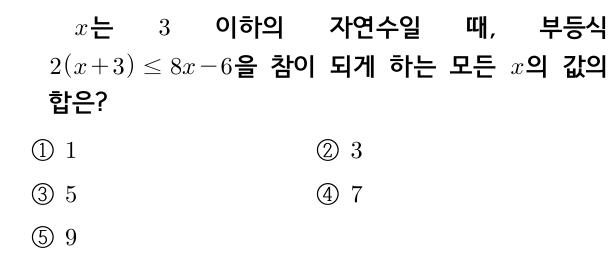 x는 3 이하의 자연수일 때, 부등식
2(x+3) ≤ 8x−6을 참이 되게 하는 모든 x의 값의
합은?
① 1 ② 3
③ 5 ④ 7
⑤ 9